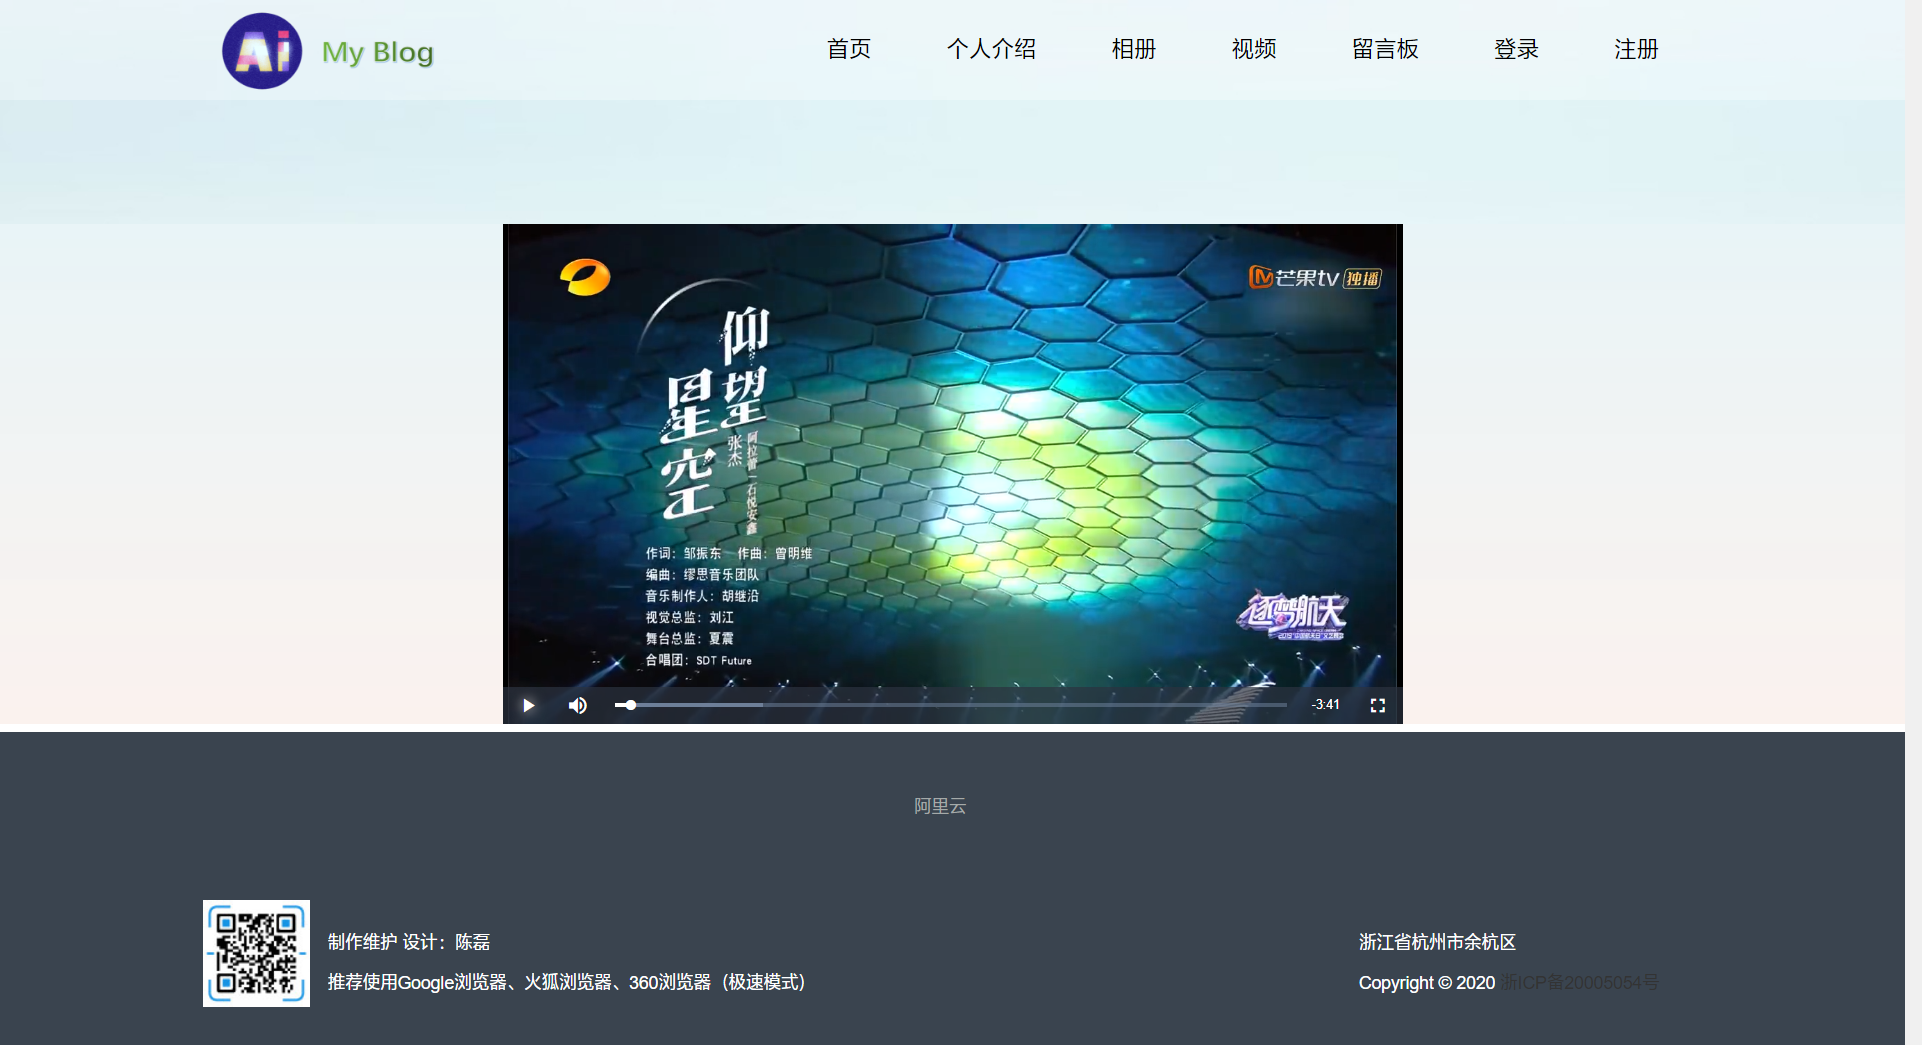 Ai My Blog
首页 个人介绍 相册 视频 留言板 登录 注册
芒果tv 独播
仰望
星空
张杰
阿拉蕾—石悦安鑫
作词：邹振东 作曲：曾明维
编曲：缪思音乐团队
音乐制作人：胡继沿
视觉总监：刘江
舞台总监：夏震
合唱团：SDT Future
逐梦航天
-3:41
阿里云
制作维护 设计：陈磊
推荐使用Google浏览器、火狐浏览器、360浏览器（极速模式）
浙江省杭州市余杭区
Copyright © 2020 浙ICP备20005054号